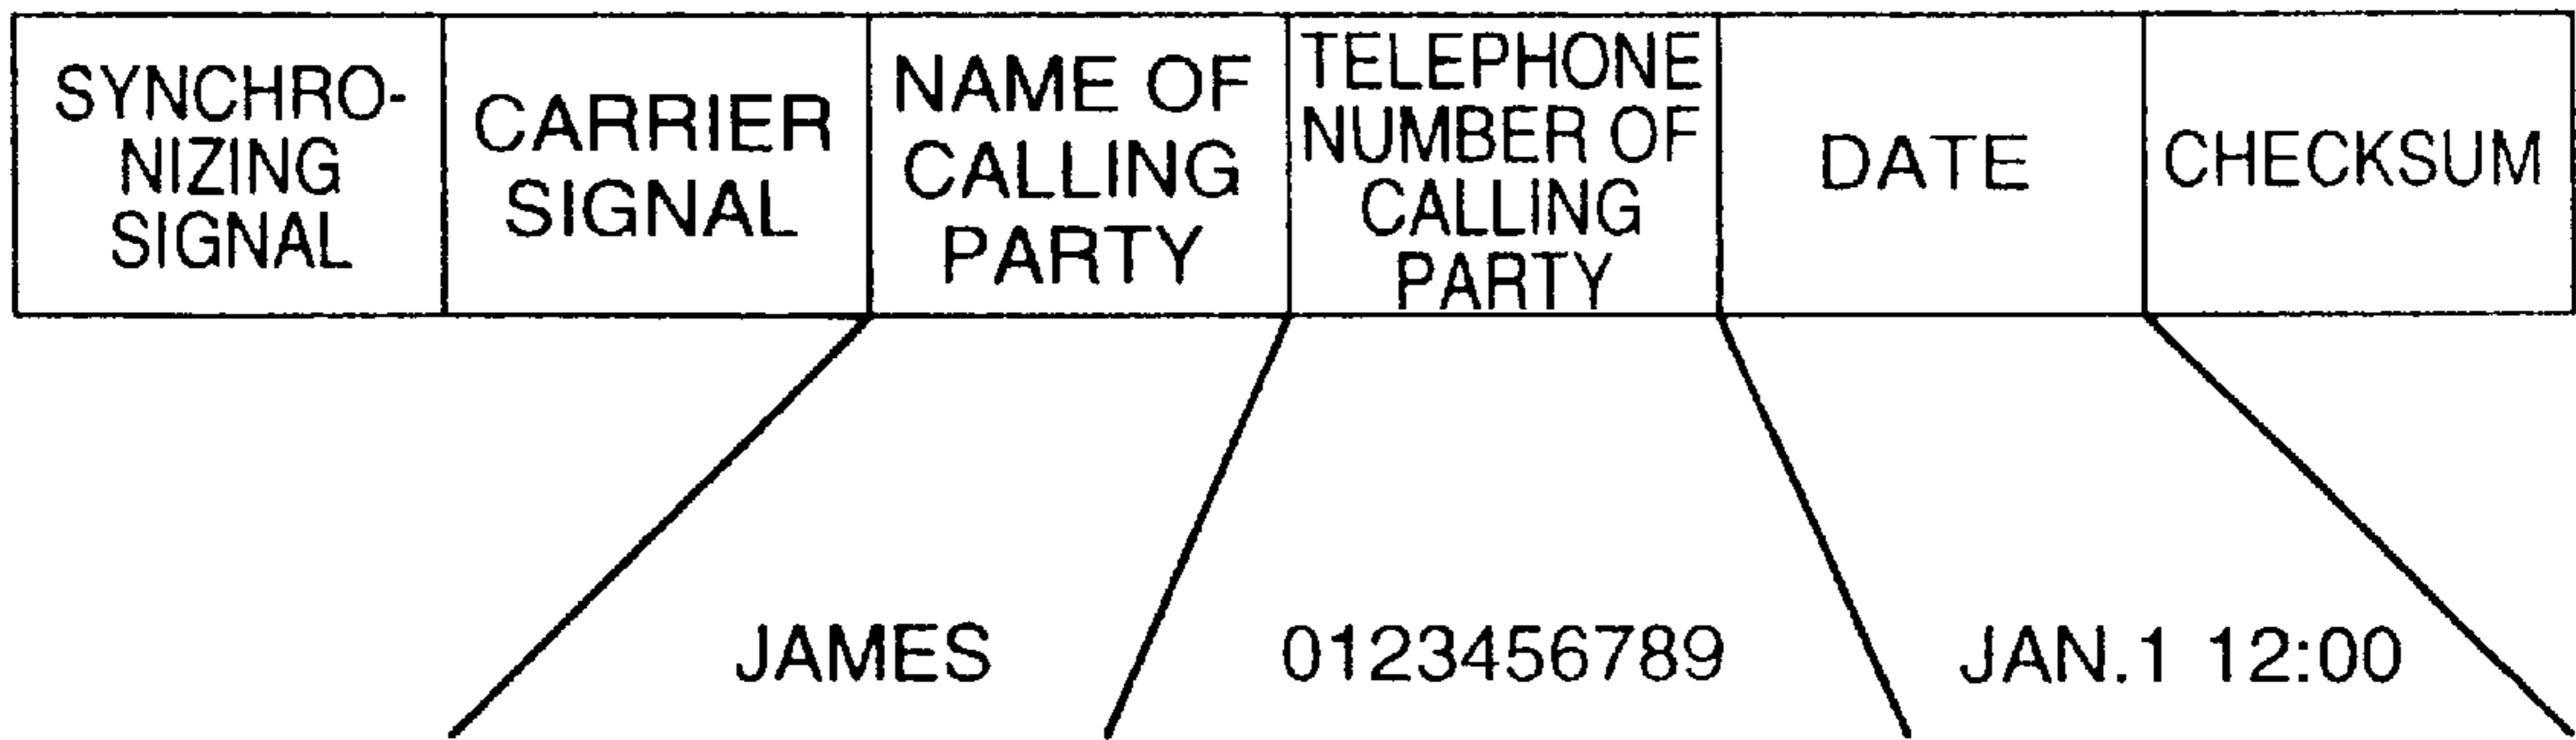 SYNCHRO-
NIZING
SIGNAL
CARRIER
SIGNAL
NAME OF
CALLING
PARTY
TELEPHONE
NUMBER OF
CALLING
PARTY
DATE
CHECKSUM
JAMES
0123456789
JAN.1 12:00